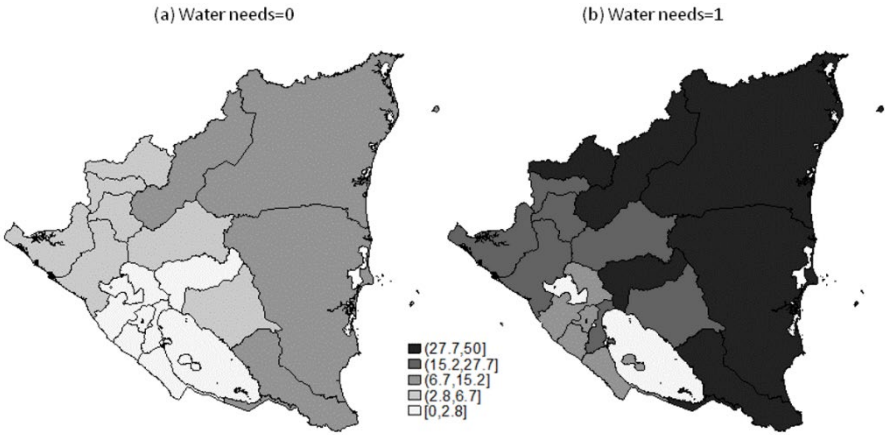 (a) Water needs=0
(b) Water needs=1
(27.7,50]
(15.2,27.7]
(6.7,15.2]
(2.8,6.7]
[0,2.8]